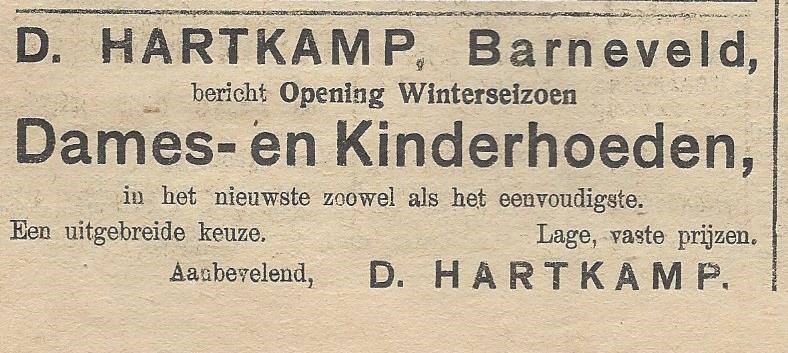 D. HARTKAMP, Barneveld,
bericht Opening Winterseizoen
Dames- en Kinderhoeden,
in het nieuwste zoowel als het eenvoudigste.
Een uitgebreide keuze. Lage, vaste prijzen.
Aanbevelend, D. HARTKAMP.